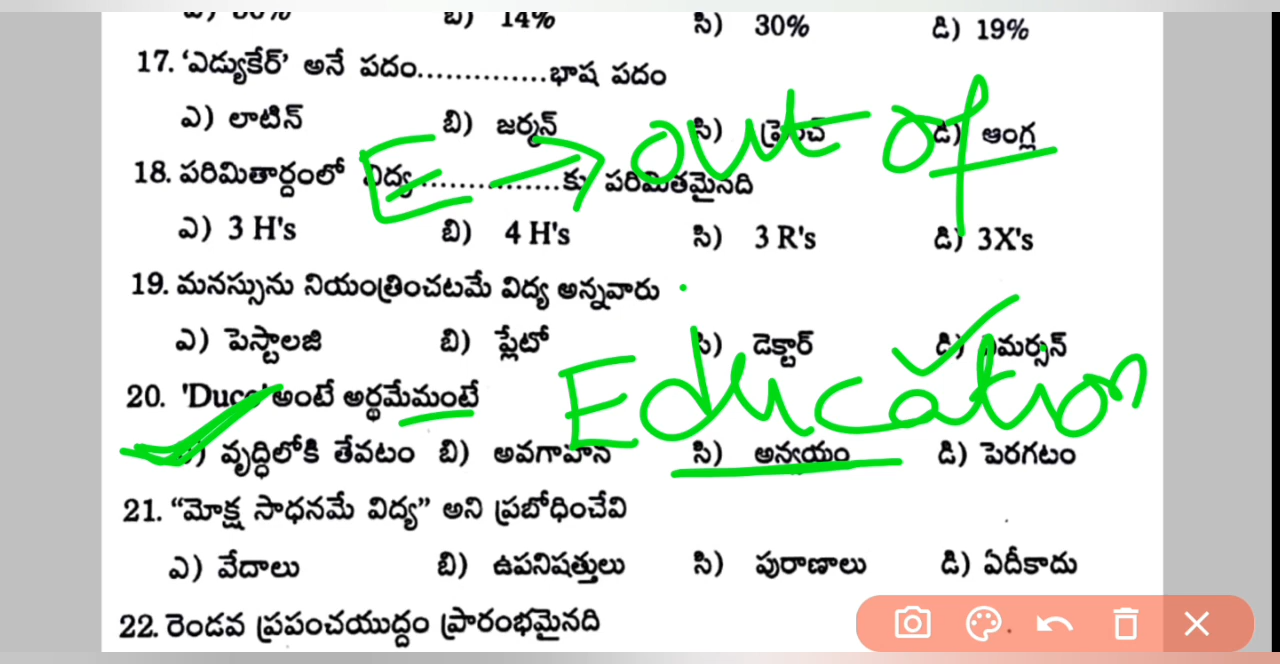 బి) 14% సి) 30% డి) 19%
17. ‘ఎడ్యుకేర్’ అనే పదం...............భాష పదం
ఎ) లాటిన్ బి) జర్మన్ సి) ఫ్రెంచ్ డి) ఆంగ్ల
18. పరిమితార్దంలో విద్య...............కు పరిమితమైనది
E → out of
ఎ) 3 H's బి) 4 H's సి) 3 R's డి) 3X's
19. మనస్సును నియంత్రించటమే విద్య అన్నవారు
ఎ) పెస్టాలజి బి) ప్లేటో సి) డెక్టార్ డి) ఎమర్సన్
20. 'Duco' అంటే అర్థమేమంటే
Education
ఎ) వృద్ధిలోకి తేవటం బి) అవగాహన సి) అన్వయం డి) పెరగటం
21. “మోక్ష సాధనమే విద్య” అని ప్రబోధించేవి
ఎ) వేదాలు బి) ఉపనిషత్తులు సి) పురాణాలు డి) ఏదీకాదు
22. రెండవ ప్రపంచయుద్దం ప్రారంభమైనది